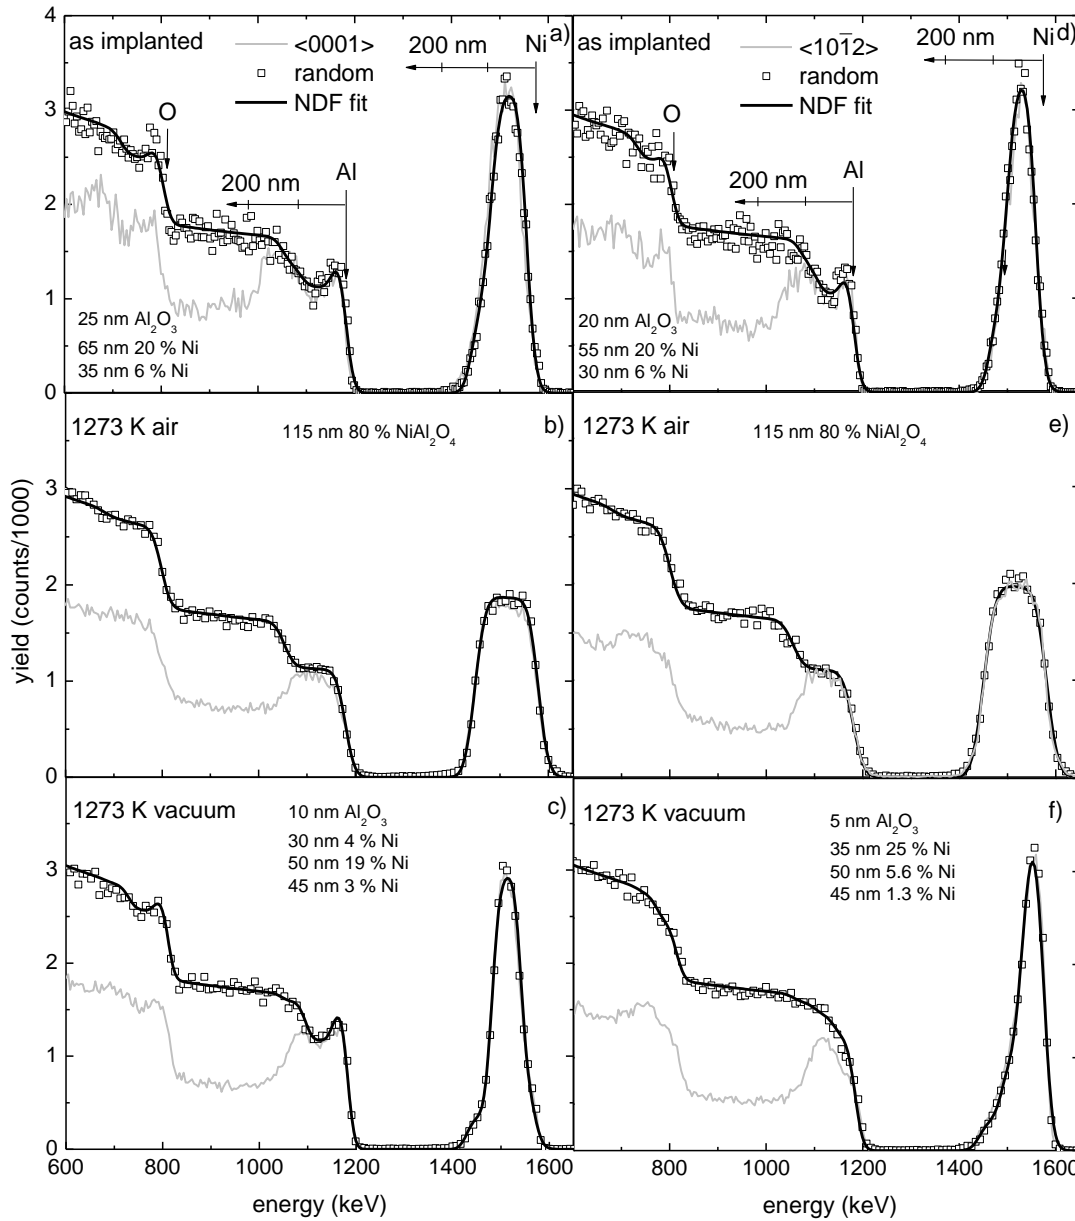 4
as implanted
<0001>
random
NDF fit
200 nm
Ni
a)
O
200 nm
Al
3
2
1
0
25 nm Al₂O₃
65 nm 20 % Ni
35 nm 6 % Ni
as implanted
<101̅2>
random
NDF fit
200 nm
Ni
d)
O
200 nm
Al
20 nm Al₂O₃
55 nm 20 % Ni
30 nm 6 % Ni
1273 K air
115 nm 80 % NiAl₂O₄
b)
3
2
1
0
yield (counts/1000)
1273 K air
115 nm 80 % NiAl₂O₄
e)
1273 K vacuum
10 nm Al₂O₃
30 nm 4 % Ni
50 nm 19 % Ni
45 nm 3 % Ni
c)
3
2
1
0
600 800 1000 1200 1400 1600
energy (keV)
1273 K vacuum
5 nm Al₂O₃
35 nm 25 % Ni
50 nm 5.6 % Ni
45 nm 1.3 % Ni
f)
800 1000 1200 1400 1600
energy (keV)